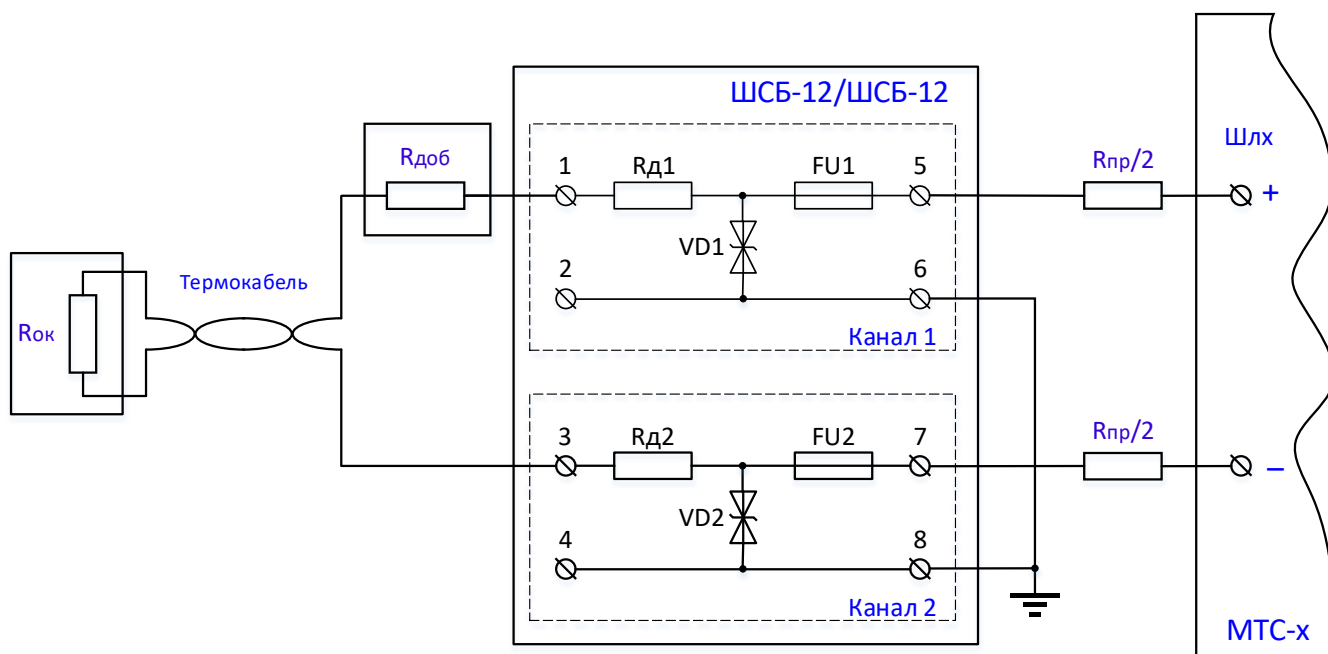 ШСБ-12/ШСБ-12
Rдоб
1
Rд1
FU1
5
Rпр/2
Шлх
+
VD1
2
6
Термокабель
Rок
Канал 1
3
Rд2
FU2
7
Rпр/2
–
VD2
4
8
Канал 2
МТС-х